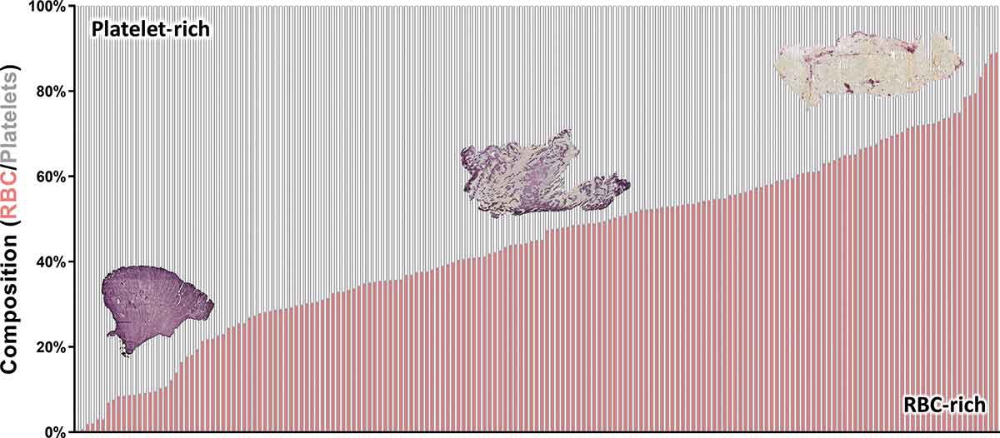 100%
Platelet-rich
80%
60%
40%
20%
0%
Composition (RBC/Platelets)
RBC-rich